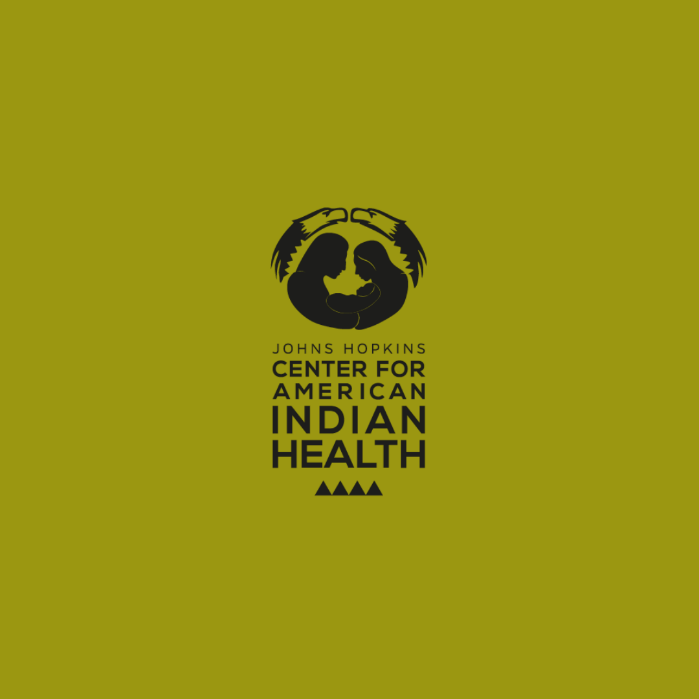 JOHNS HOPKINS
CENTER FOR
AMERICAN
INDIAN
HEALTH